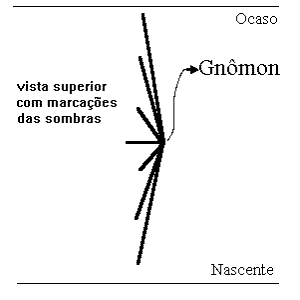 Ocaso
Gnômon
vista superior
com marcações
das sombras
Nascente